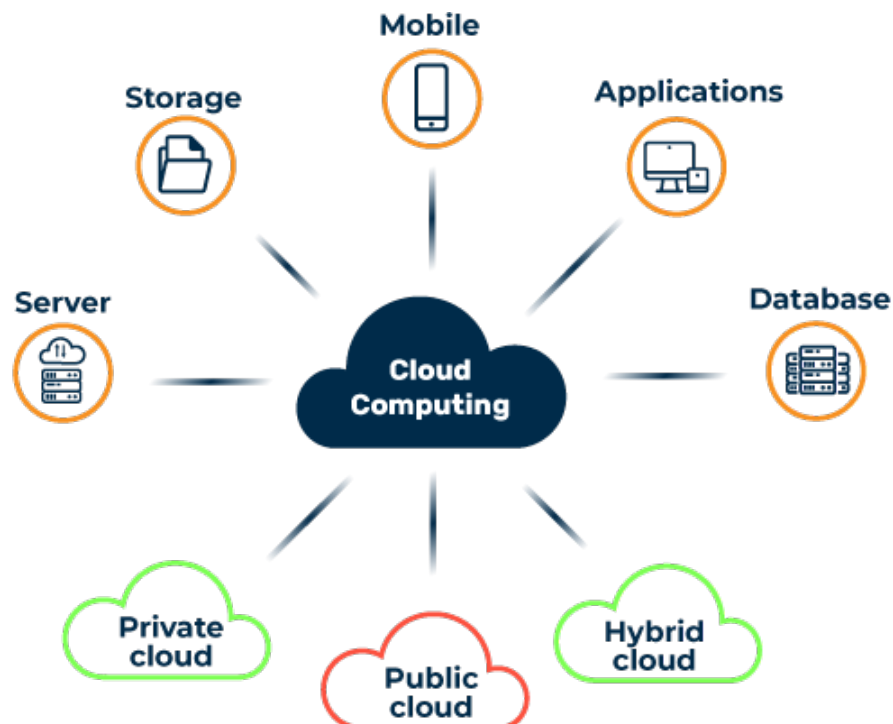 Mobile
Storage
Applications
Server
Database
Cloud
Computing
Private
cloud
Public
cloud
Hybrid
cloud